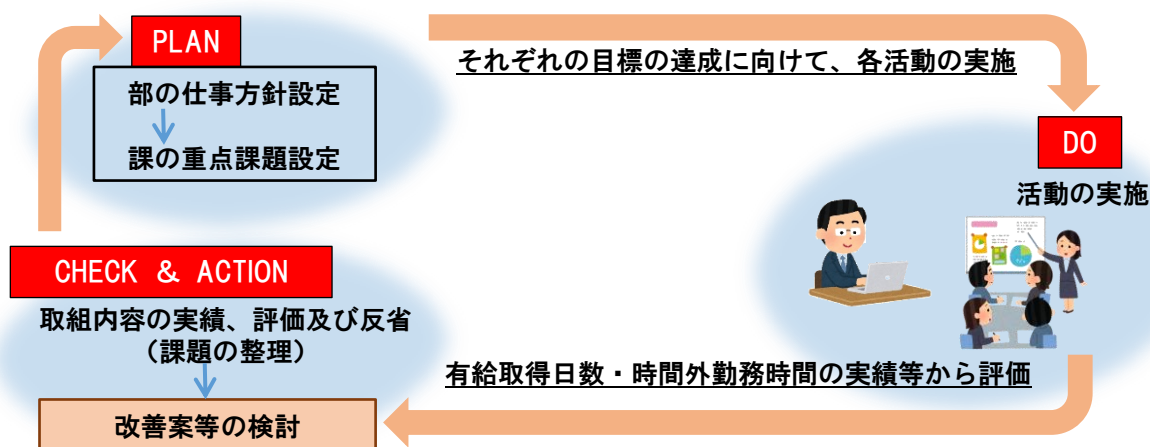 PLAN
部の仕事方針設定
課の重点課題設定
それぞれの目標の達成に向けて、各活動の実施
DO
活動の実施
CHECK & ACTION
取組内容の実績、評価及び反省
（課題の整理）
有給取得日数・時間外勤務時間の実績等から評価
改善案等の検討